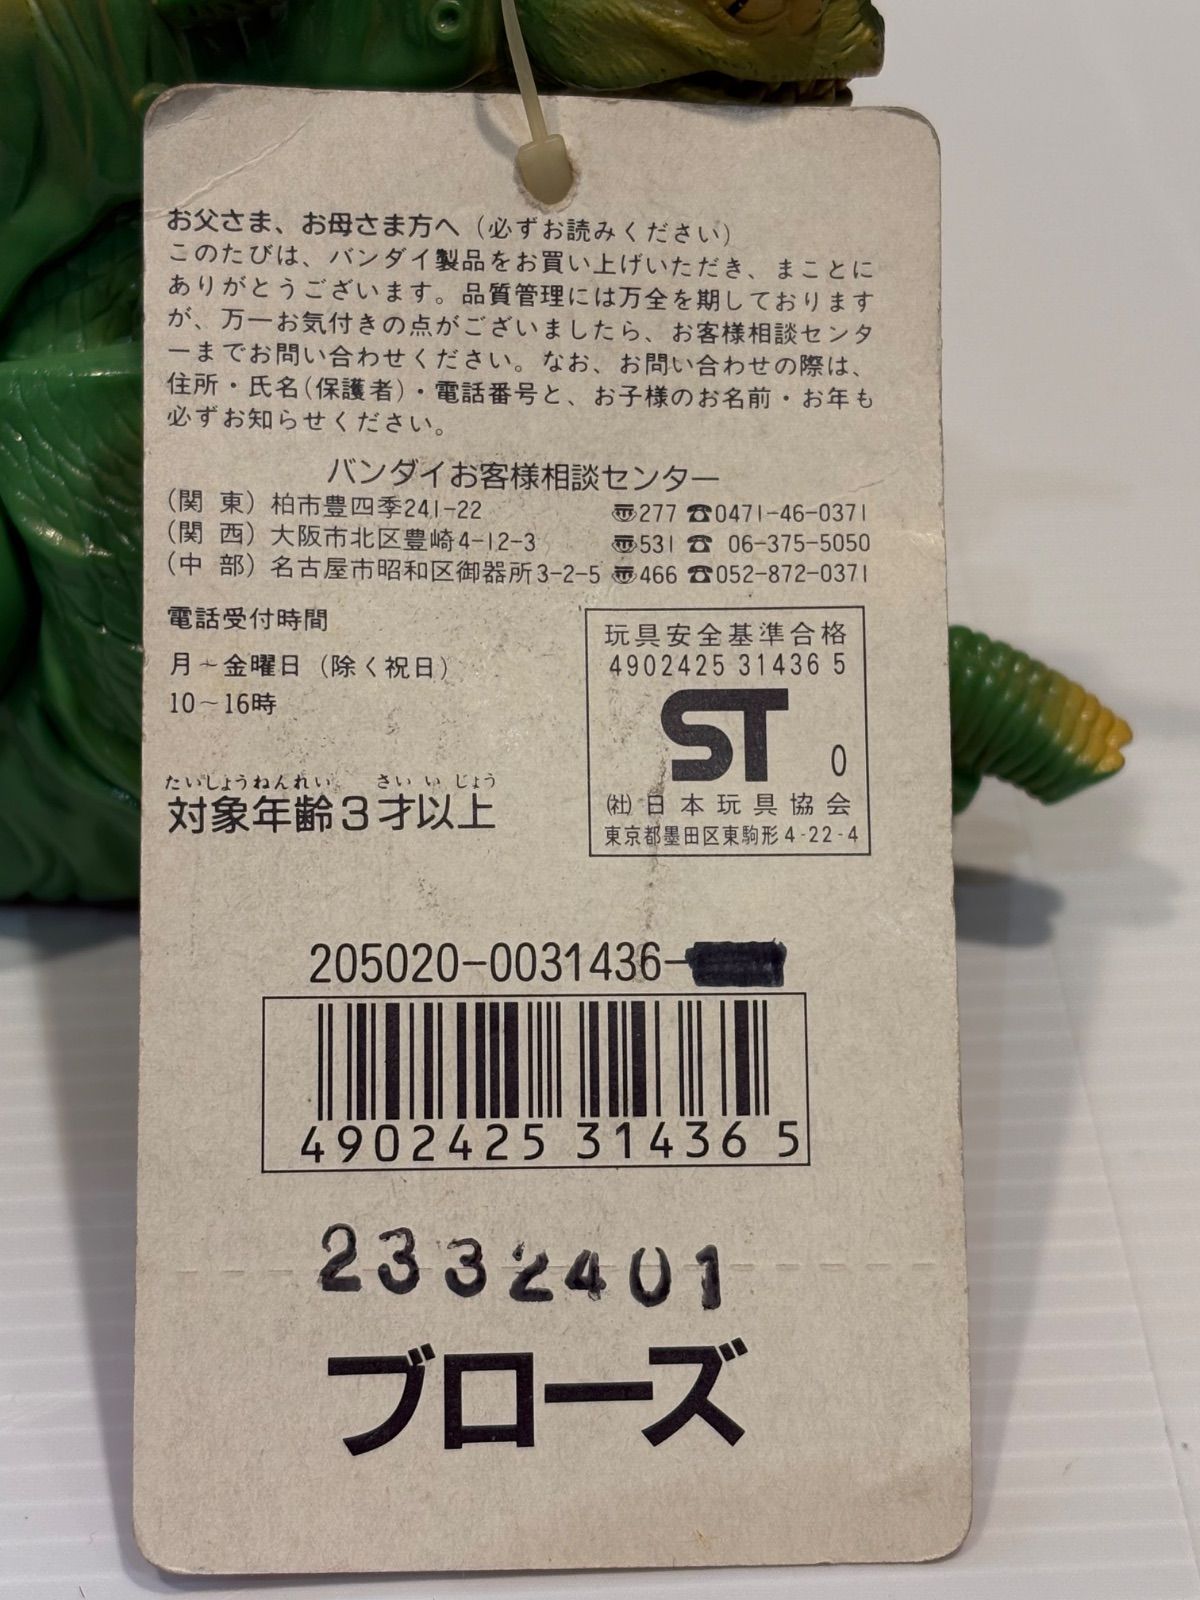 お父さま、お母さま方へ（必ずお読みください）
このたびは、バンダイ製品をお買い上げいただき、まことに
ありがとうございます。品質管理には万全を期しております
が、万一お気付きの点がございましたら、お客様相談センタ
ーまでお問い合わせください。なお、お問い合わせの際は、
住所・氏名(保護者)・電話番号と、お子様のお名前・お年も
必ずお知らせください。
バンダイお客様相談センター
（関 東）柏市豊四季241-22 〠277 ☎0471-46-0371
（関 西）大阪市北区豊崎4-12-3 〠531 ☎ 06-375-5050
（中 部）名古屋市昭和区御器所3-2-5 〠466 ☎052-872-0371
電話受付時間
月～金曜日（除く祝日）
10～16時
たいしょうねんれい さい い じょう
対象年齢3才以上
玩具安全基準合格
4902425 31436 5
ST
0
㈳日本玩具協会
東京都墨田区東駒形4-22-4
205020-0031436-
4902425 31436 5
2332401
ブローズ